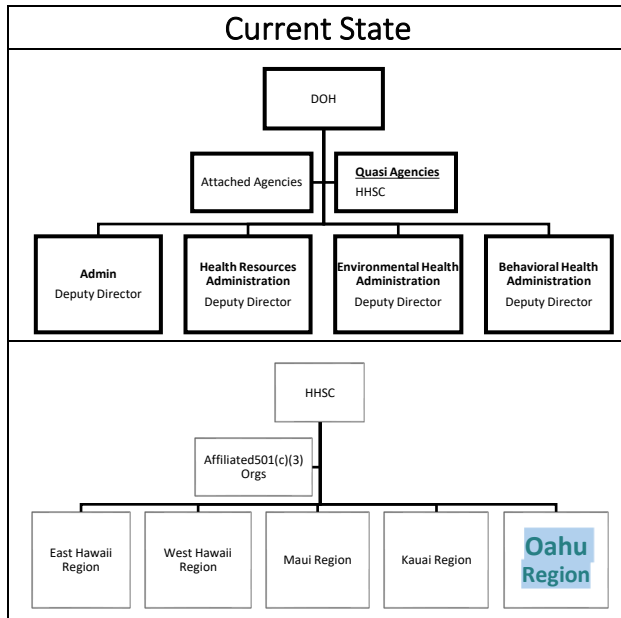 Current State
DOH
Attached Agencies
Quasi Agencies
HHSC
Admin
Deputy Director
Health Resources
Administration
Deputy Director
Environmental Health
Administration
Deputy Director
Behavioral Health
Administration
Deputy Director
HHSC
Affiliated501(c)(3)
Orgs
East Hawaii
Region
West Hawaii
Region
Maui Region
Kauai Region
Oahu
Region